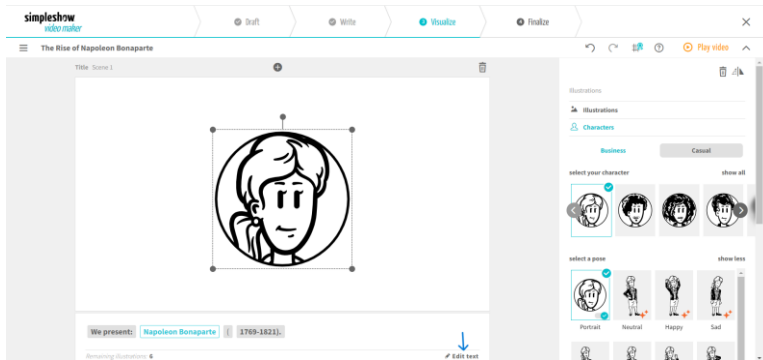 simpleshow
video maker
Draft
Write
3 Visualize
4 Finalize
The Rise of Napoleon Bonaparte
Play video
Title Scene 1
Illustrations
Illustrations
Characters
Business Casual
select your character show all
select a pose show less
Portrait Neutral Happy Sad
We present: Napoleon Bonaparte ( 1769-1821).
Remaining illustrations: 6 Edit text